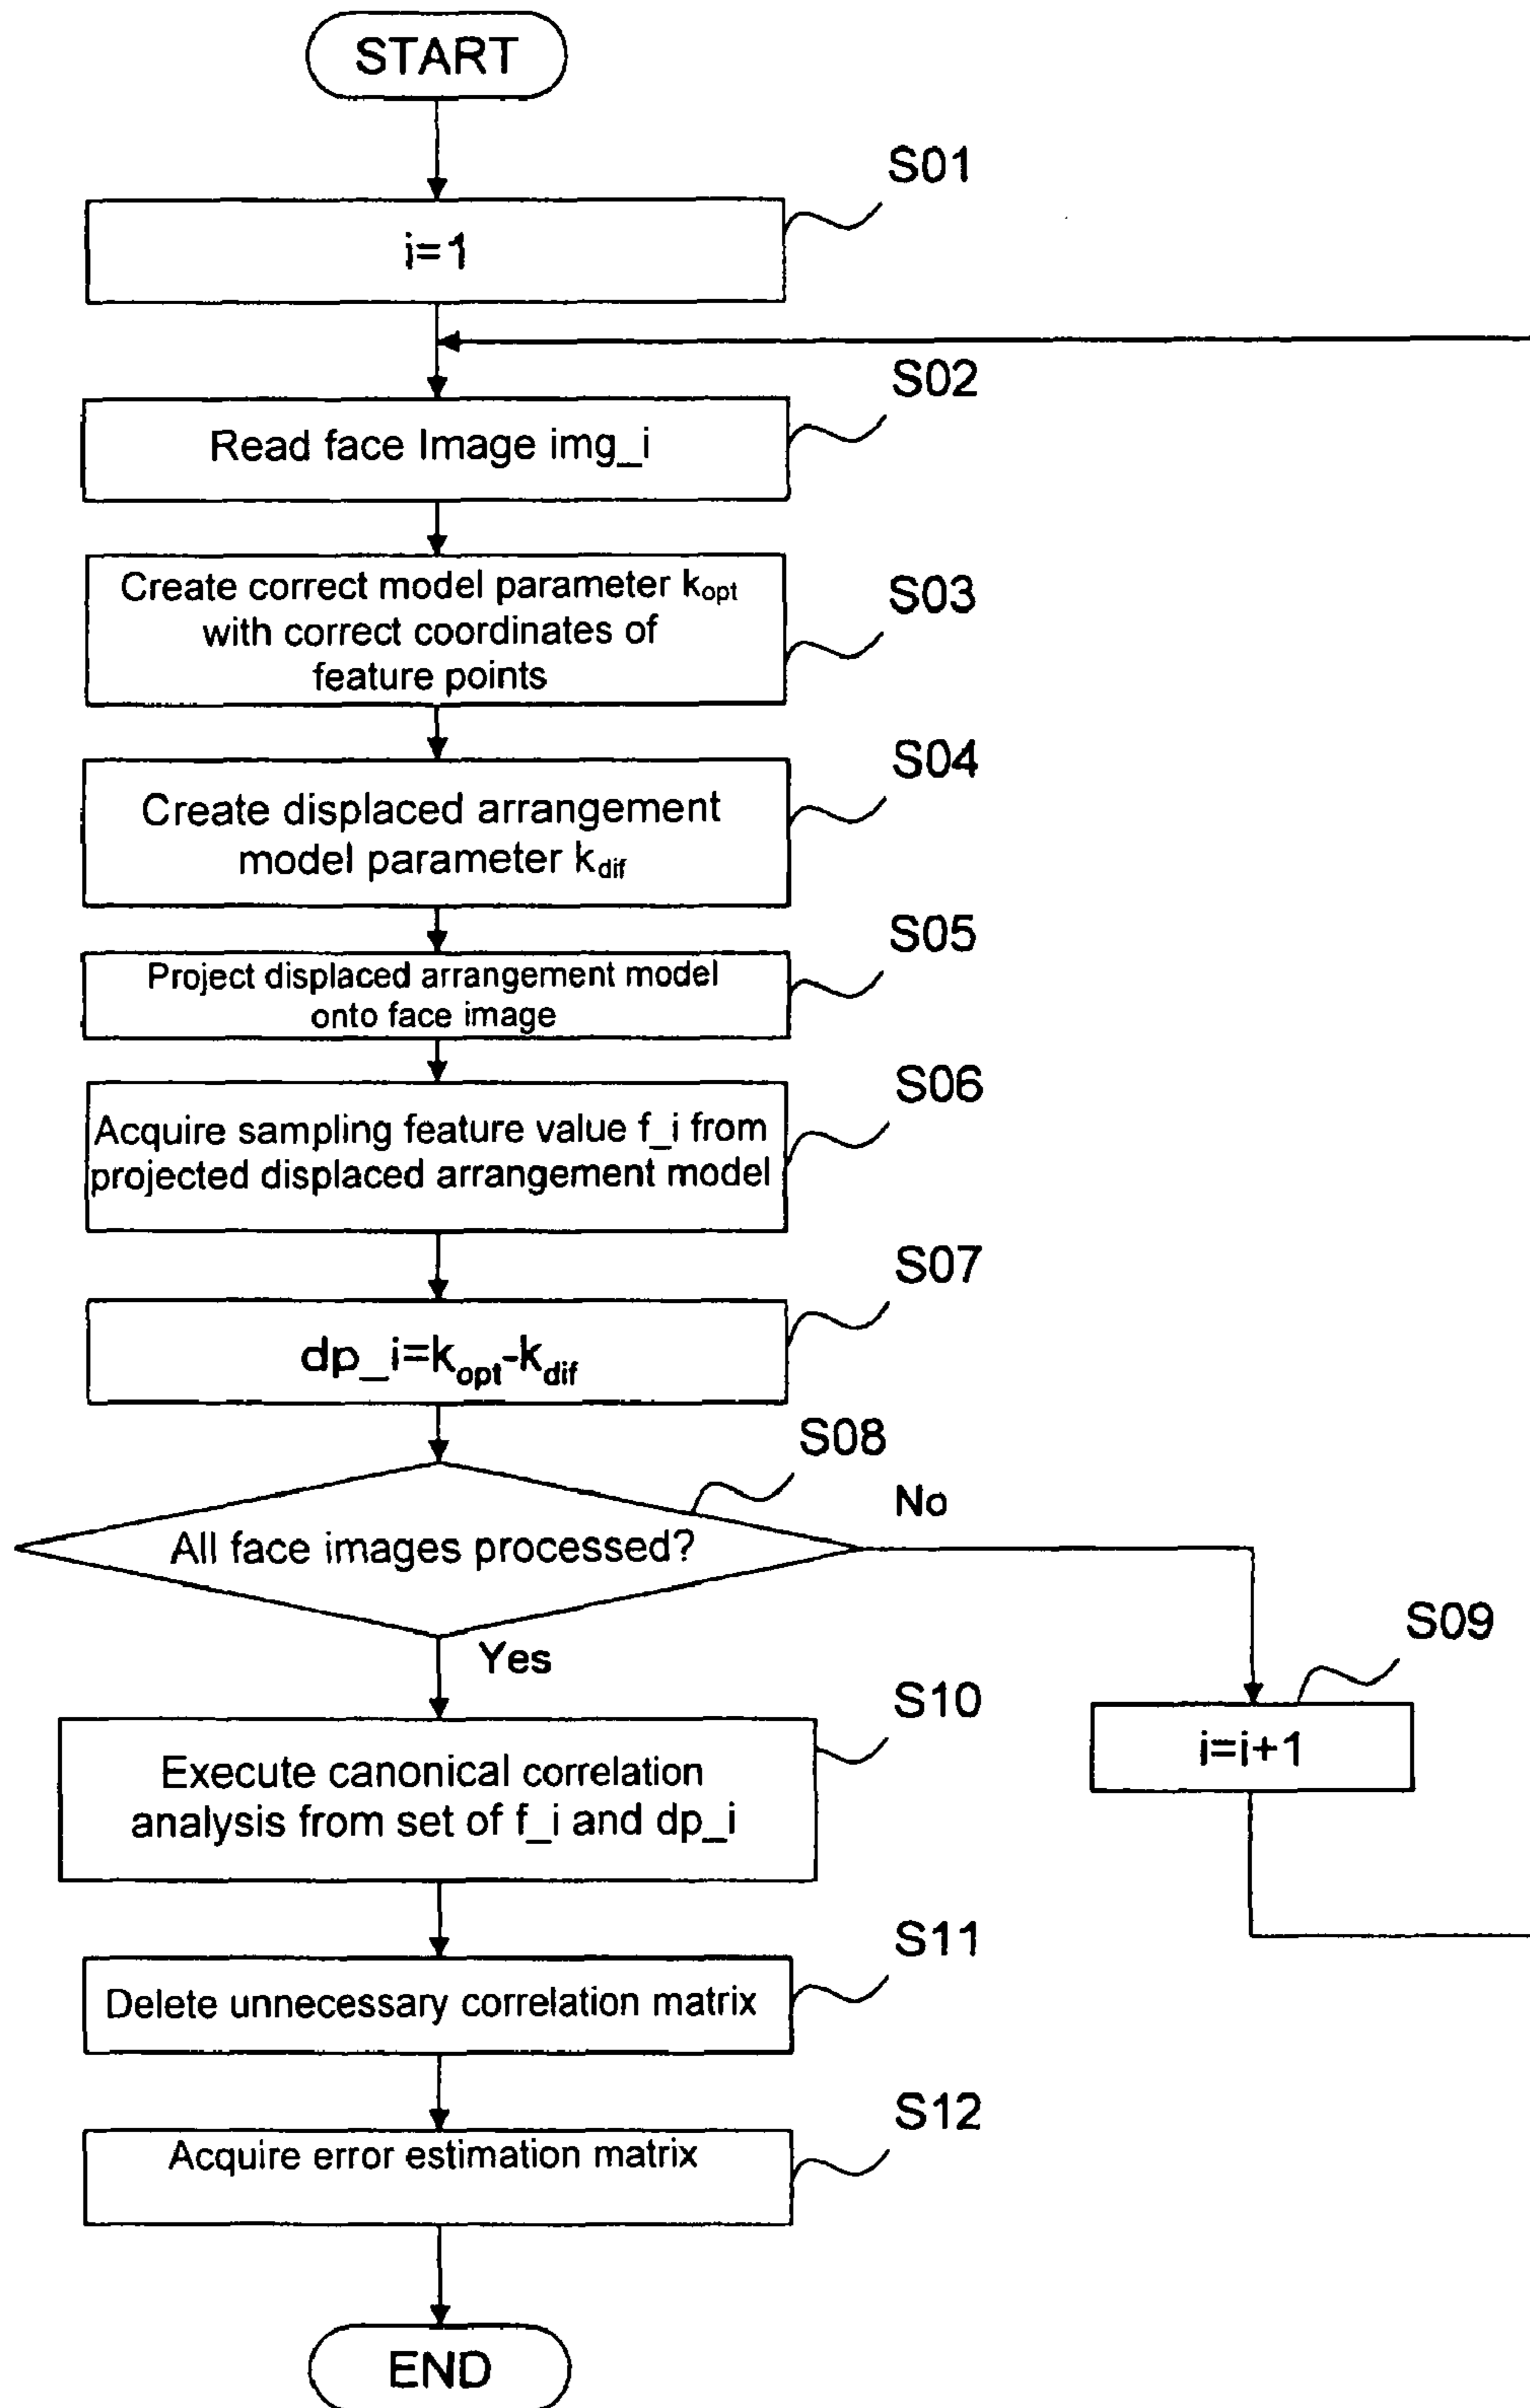 START
S01
i=1
S02
Read face Image img_i
S03
Create correct model parameter kopt
with correct coordinates of
feature points
S04
Create displaced arrangement
model parameter kdif
S05
Project displaced arrangement model
onto face image
S06
Acquire sampling feature value f_i from
projected displaced arrangement model
S07
dp_i=kopt-kdif
S08
All face images processed?
No
Yes
S09
i=i+1
S10
Execute canonical correlation
analysis from set of f_i and dp_i
S11
Delete unnecessary correlation matrix
S12
Acquire error estimation matrix
END